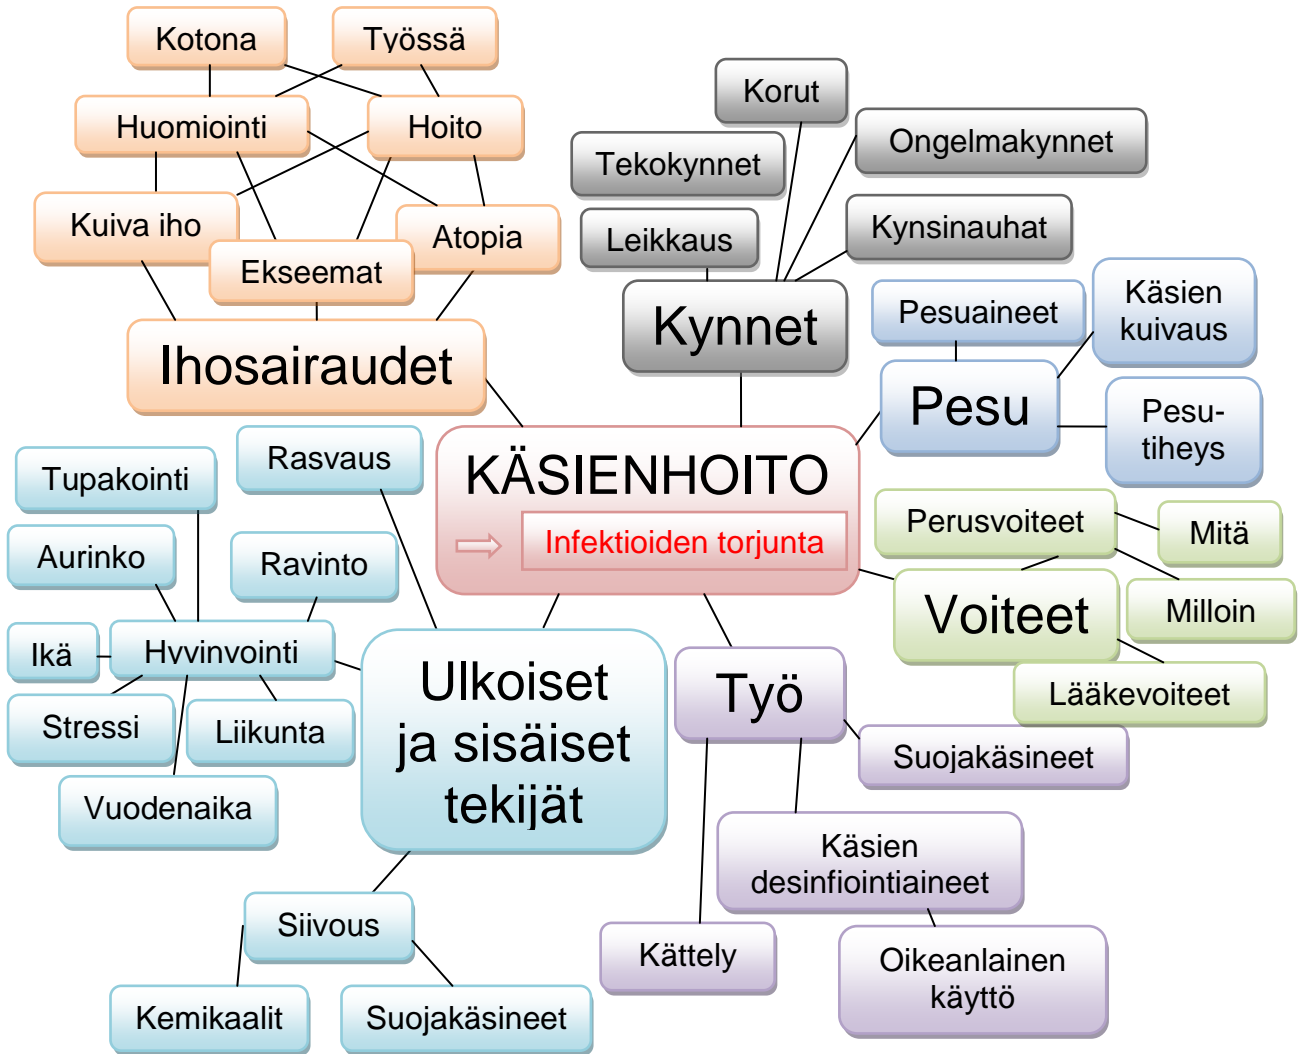 Kotona
Työssä
Huomiointi
Hoito
Kuiva iho
Ekseemat
Atopia
Ihosairaudet
Korut
Tekokynnet
Ongelmakynnet
Leikkaus
Kynsinauhat
Kynnet
Pesuaineet
Käsien
kuivaus
Pesu
Pesu-
tiheys
KÄSIENHOITO
Infektioiden torjunta
Perusvoiteet
Mitä
Milloin
Voiteet
Lääkevoiteet
Rasvaus
Tupakointi
Aurinko
Ravinto
Ikä
Hyvinvointi
Stressi
Liikunta
Vuodenaika
Ulkoiset
ja sisäiset
tekijät
Siivous
Kemikaalit
Suojakäsineet
Työ
Suojakäsineet
Käsien
desinfiointiaineet
Kättely
Oikeanlainen
käyttö